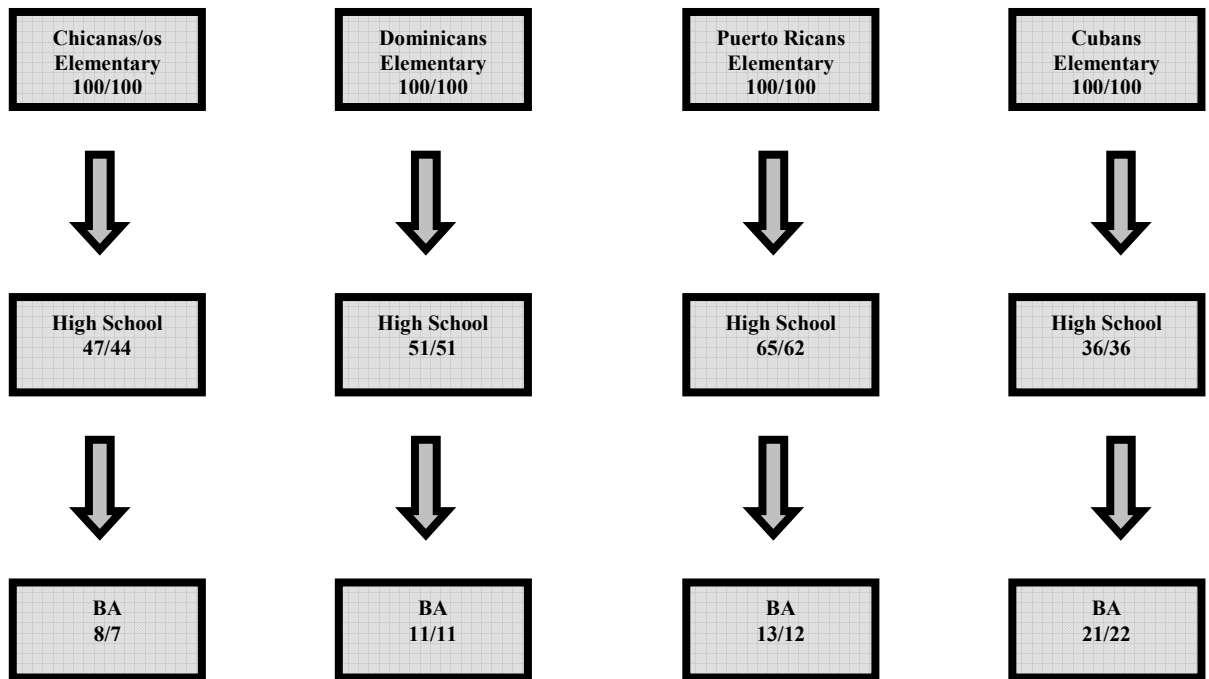 Chicanas/os
Elementary
100/100
Dominicans
Elementary
100/100
Puerto Ricans
Elementary
100/100
Cubans
Elementary
100/100
High School
47/44
High School
51/51
High School
65/62
High School
36/36
BA
8/7
BA
11/11
BA
13/12
BA
21/22